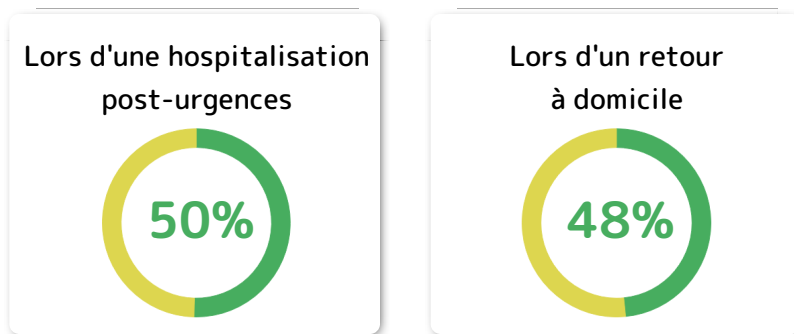 Lors d'une hospitalisation
post-urgences
50%
Lors d'un retour
à domicile
48%